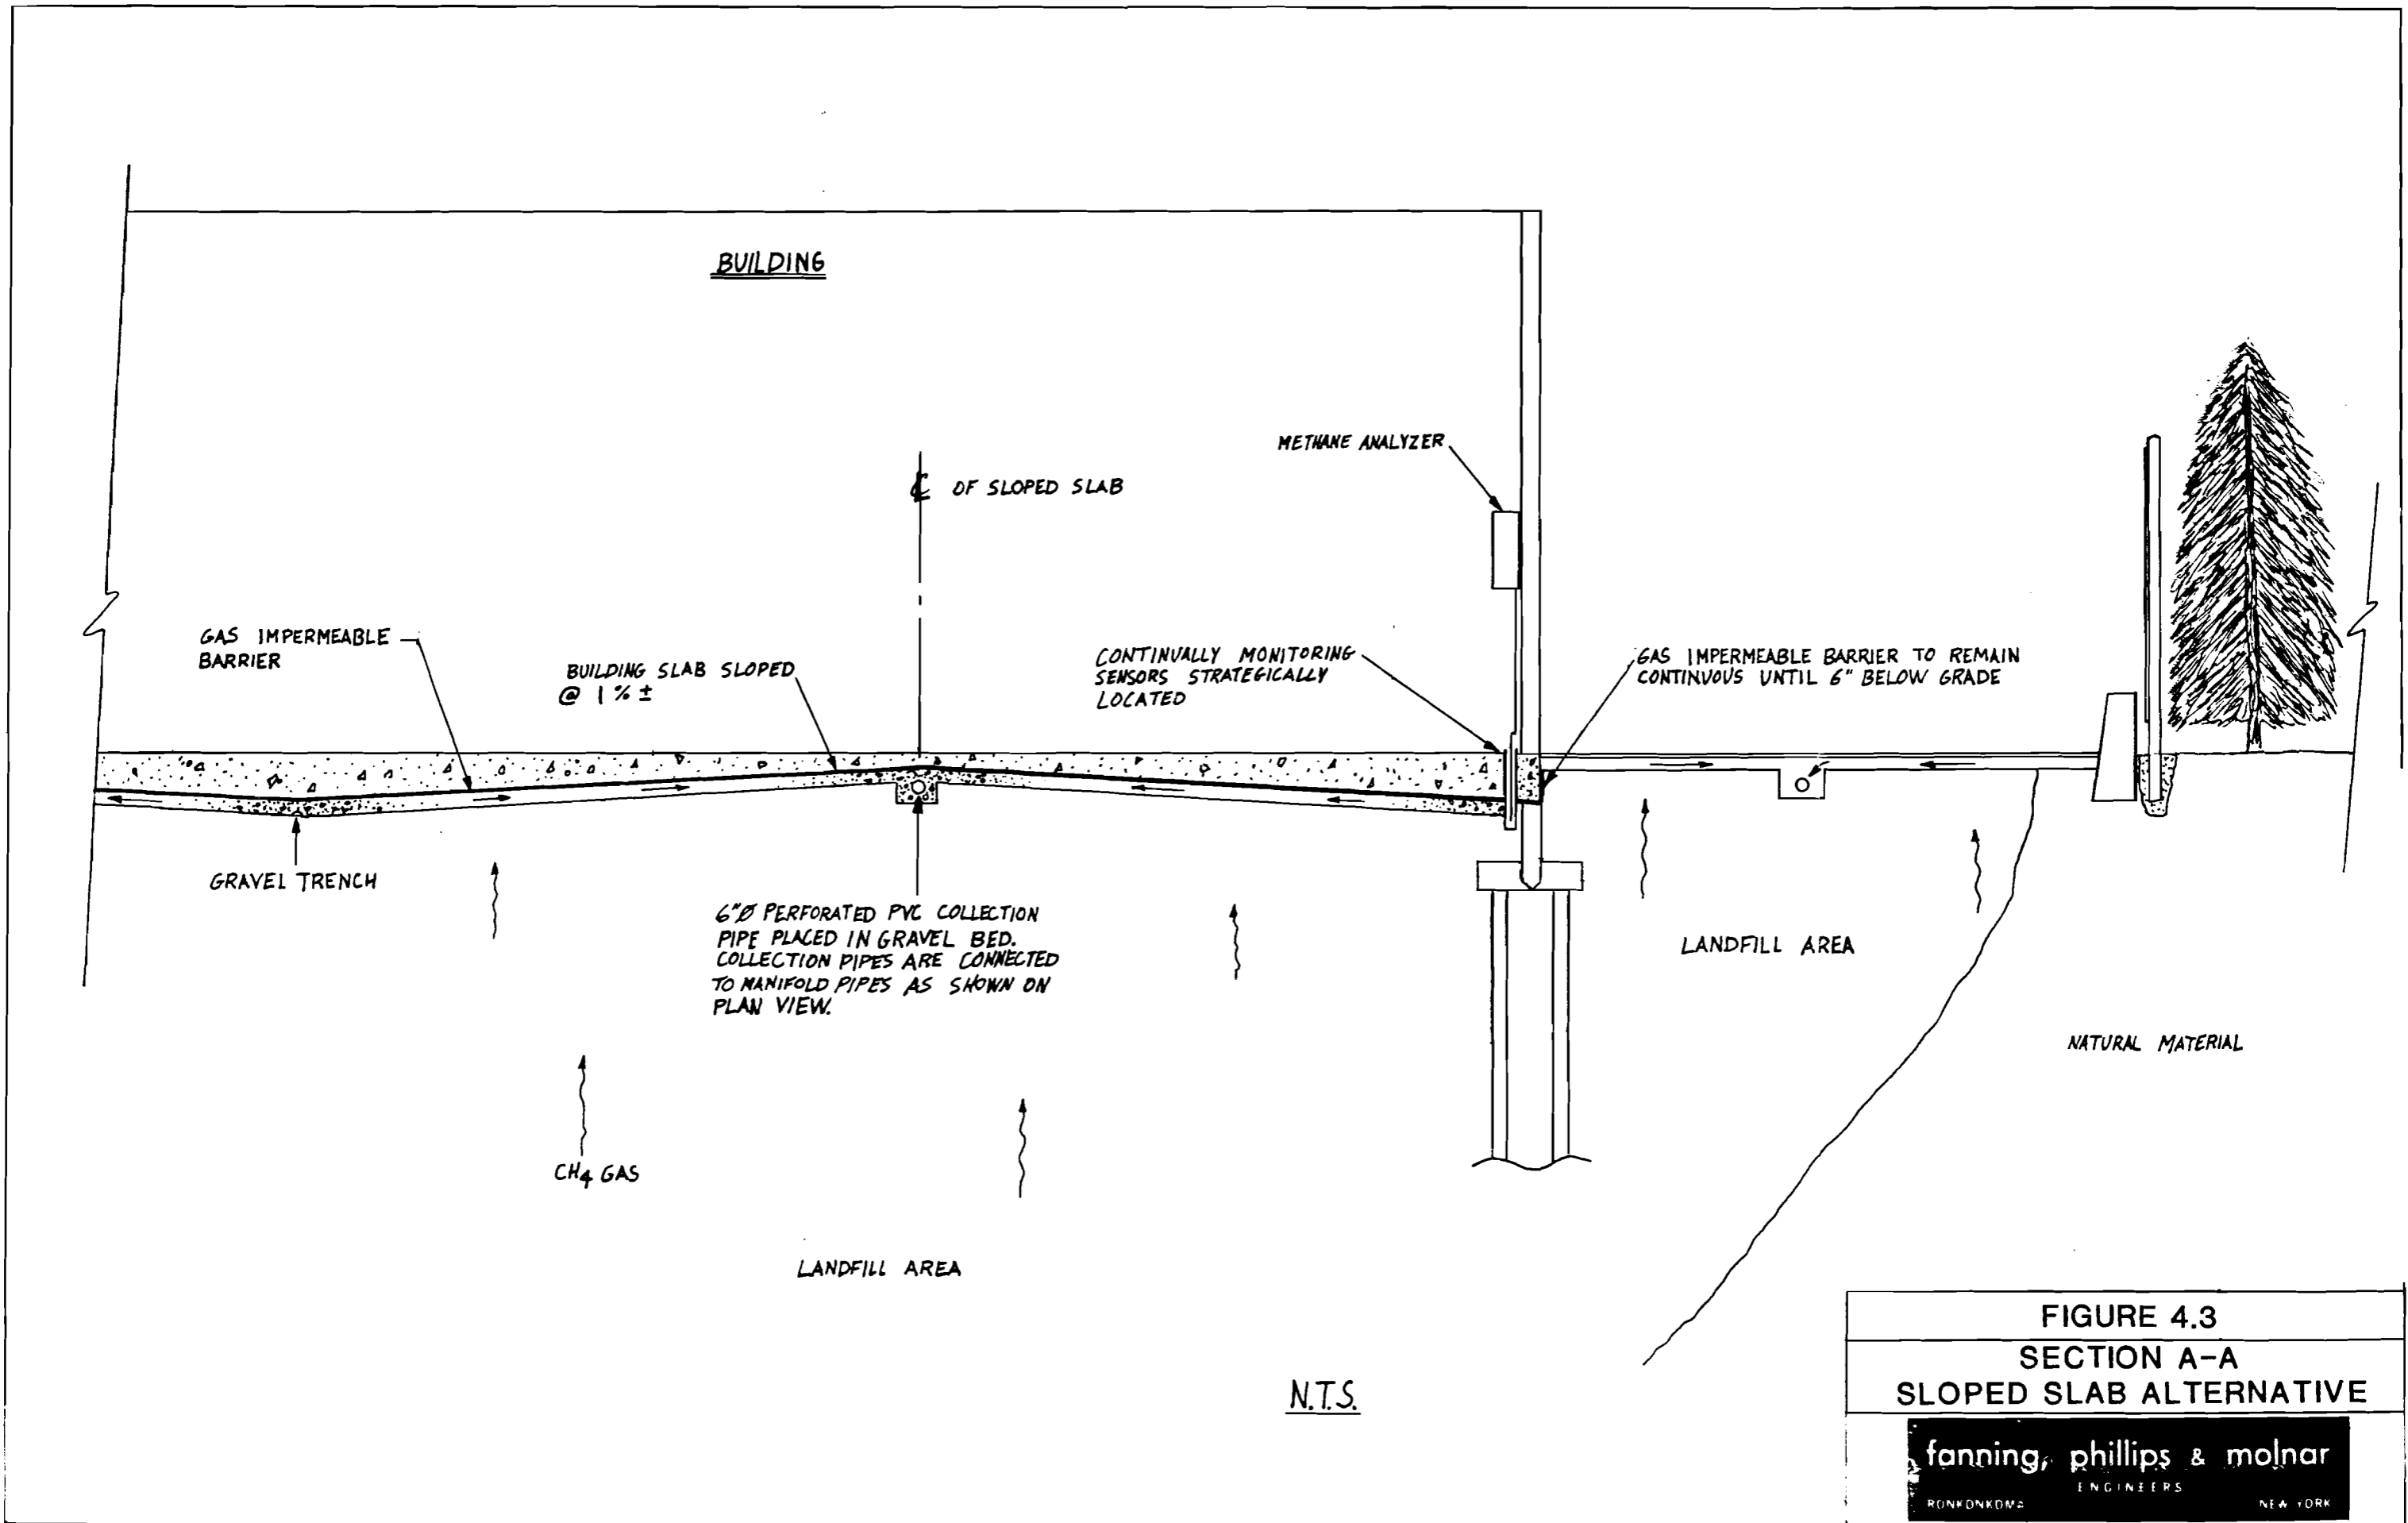 BUILDING
METHANE ANALYZER
℄ OF SLOPED SLAB
GAS IMPERMEABLE
BARRIER
BUILDING SLAB SLOPED
@ 1 % ±
CONTINUALLY MONITORING
SENSORS STRATEGICALLY
LOCATED
GAS IMPERMEABLE BARRIER TO REMAIN
CONTINUOUS UNTIL 6" BELOW GRADE
GRAVEL TRENCH
6"Ø PERFORATED PVC COLLECTION
PIPE PLACED IN GRAVEL BED.
COLLECTION PIPES ARE CONNECTED
TO MANIFOLD PIPES AS SHOWN ON
PLAN VIEW.
LANDFILL AREA
NATURAL MATERIAL
CH4 GAS
LANDFILL AREA
N.T.S.
FIGURE 4.3
SECTION A-A
SLOPED SLAB ALTERNATIVE
fanning, phillips & molnar
ENGINEERS
RONKONKOMA NEW YORK